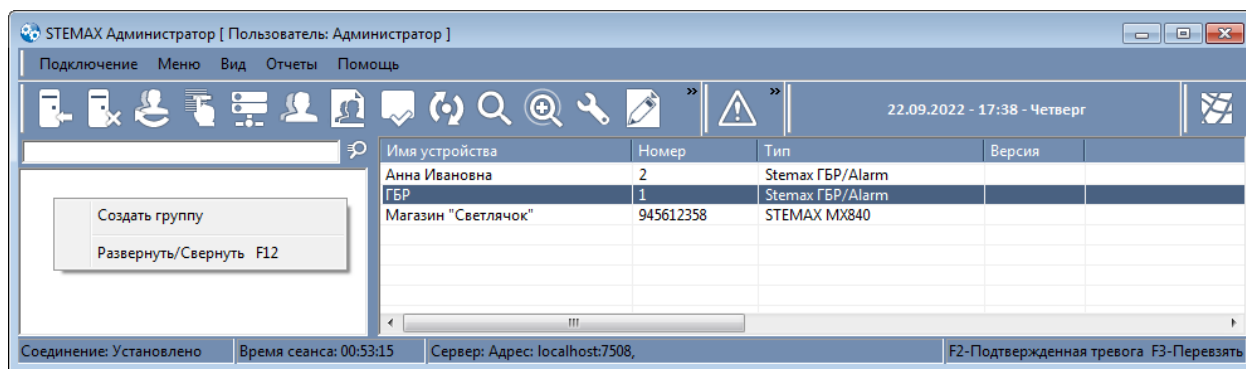 STEMAX Администратор [ Пользователь: Администратор ]
Подключение Меню Вид Отчеты Помощь
22.09.2022 - 17:38 - Четверг
Имя устройства Номер Тип Версия
Анна Ивановна 2 Stemax ГБР/Alarm
ГБР 1 Stemax ГБР/Alarm
Магазин "Светлячок" 945612358 STEMAX MX840
Создать группу
Развернуть/Свернуть F12
Соединение: Установлено Время сеанса: 00:53:15 Сервер: Адрес: localhost:7508, F2-Подтвержденная тревога F3-Перевзять